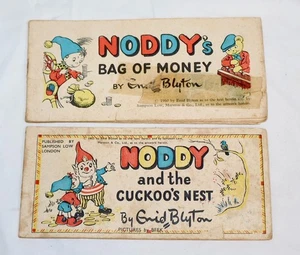 NODDY's
BAG OF MONEY
BY Enid Blyton
PUBLISHED BY
SAMPSON LOW
LONDON
NODDY
and the
CUCKOO'S NEST
By Enid Blyton
PICTURES by BEEK